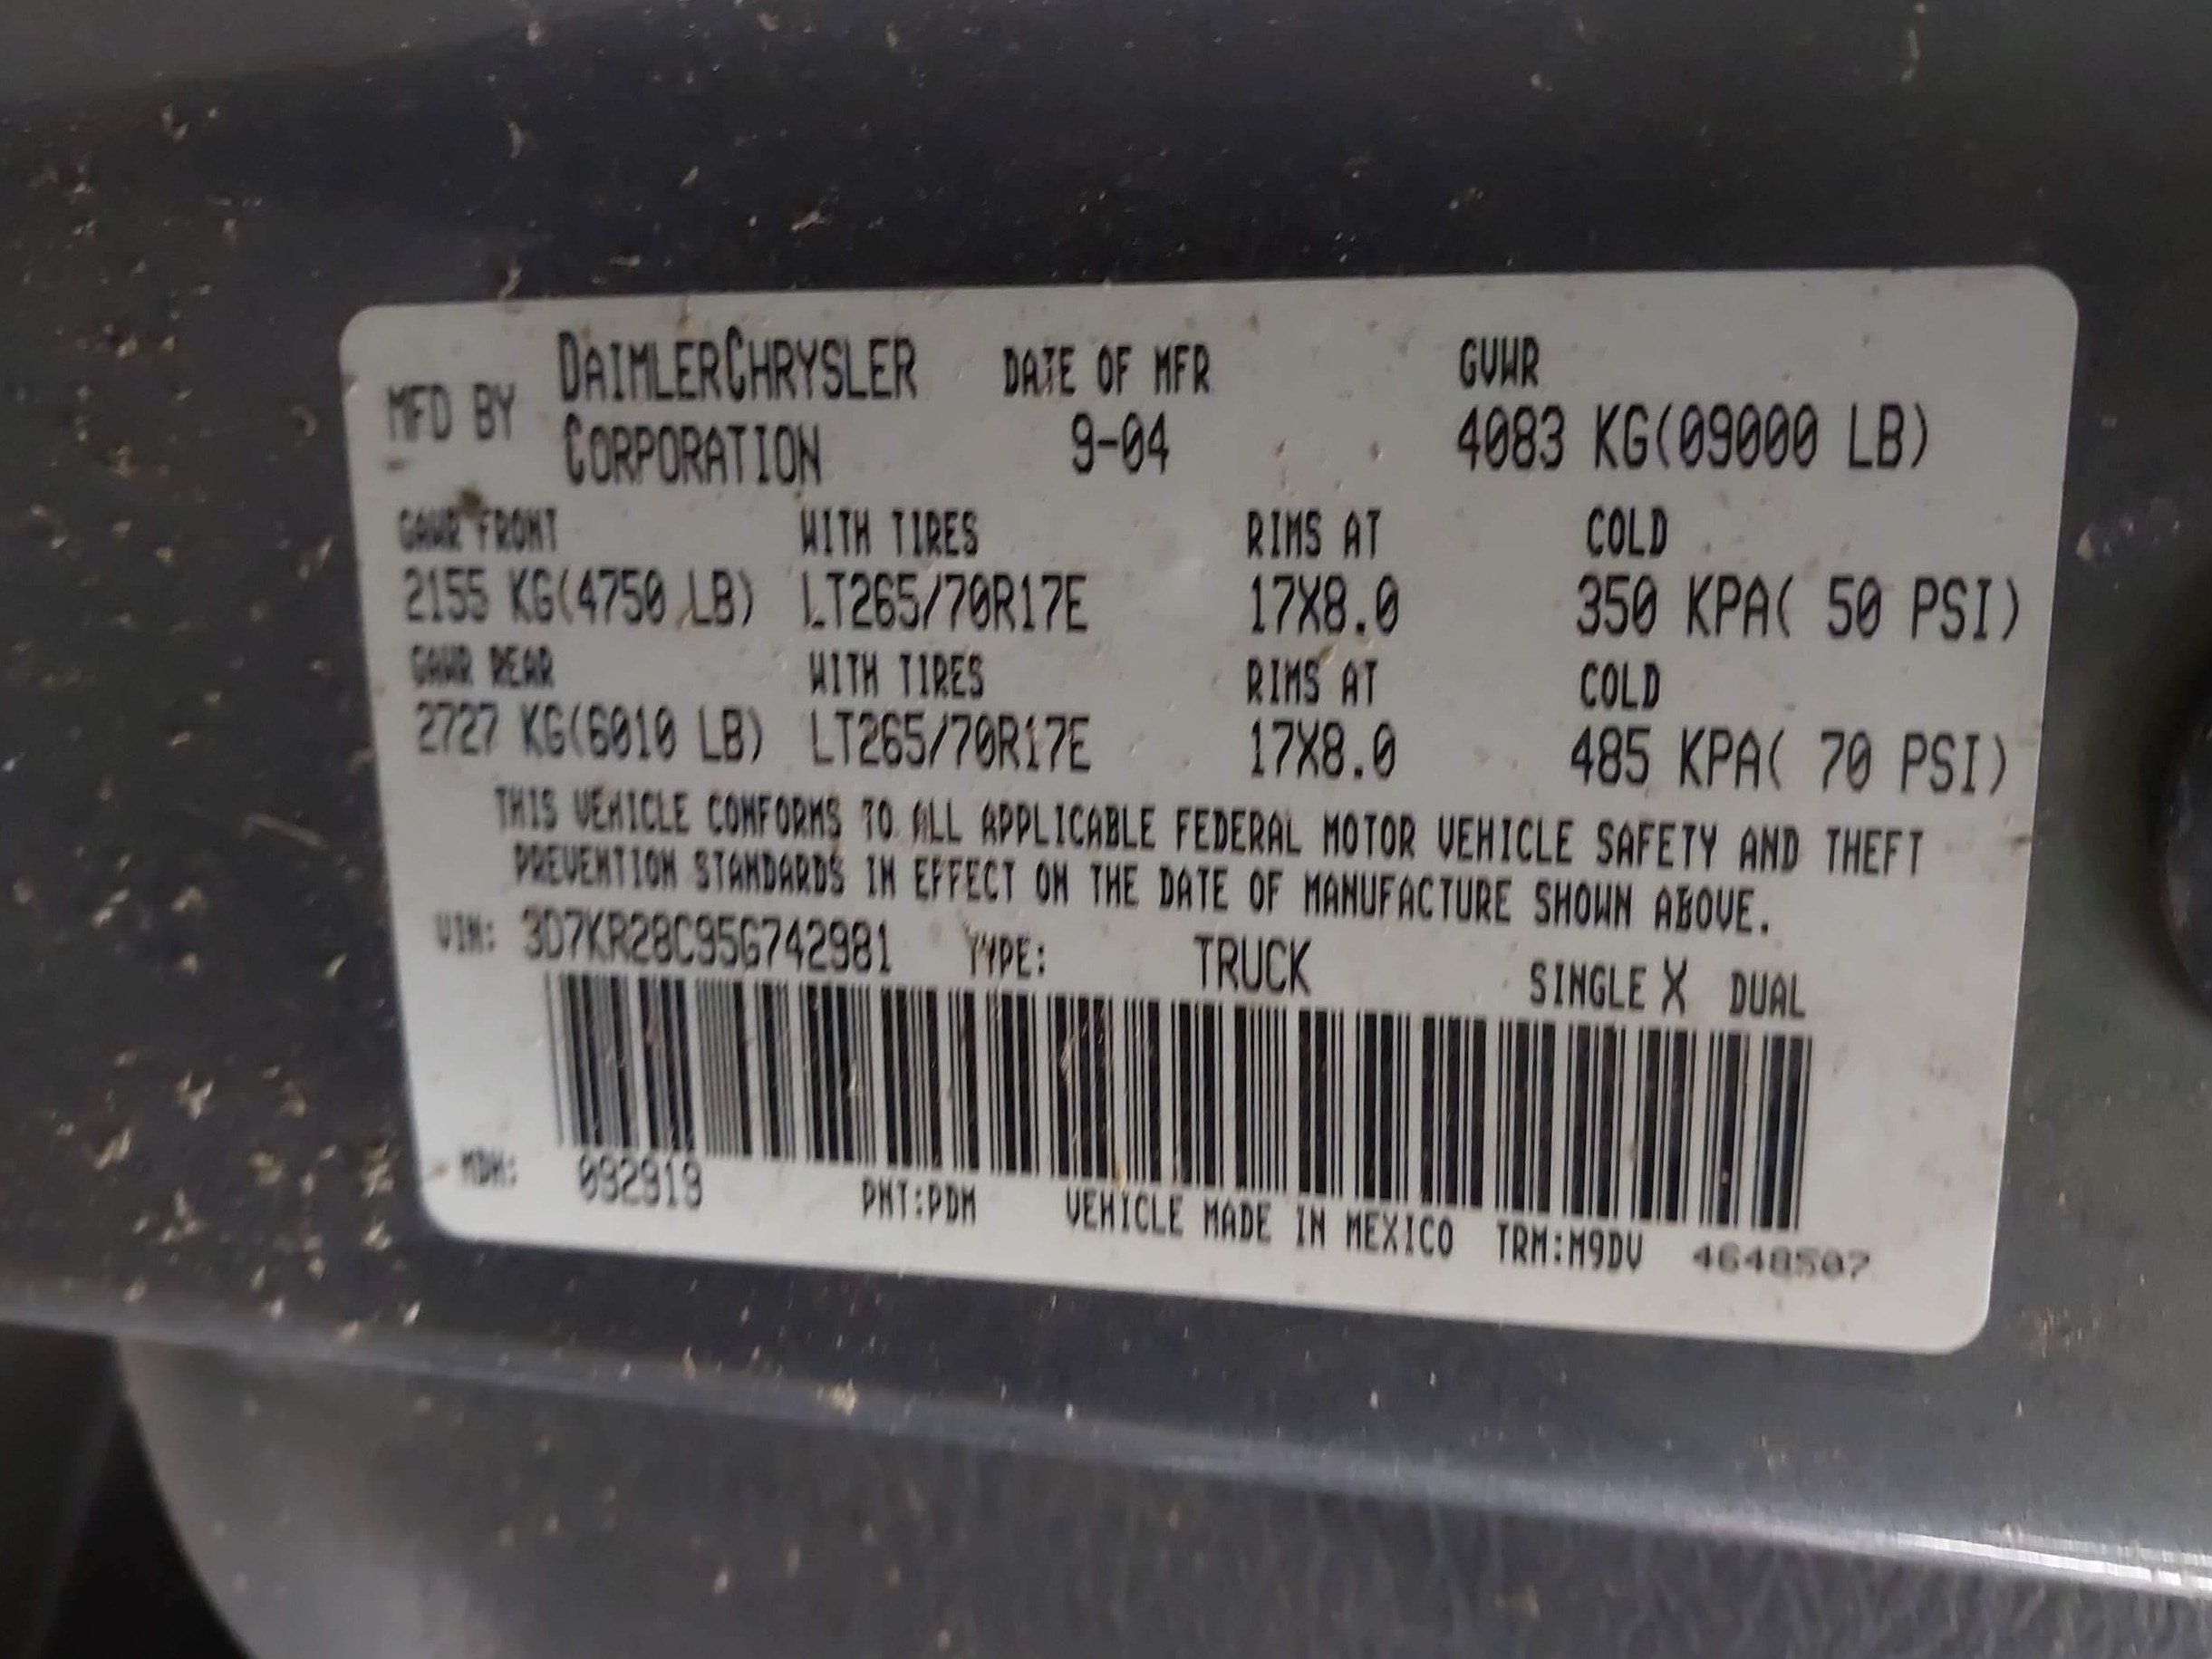 MFD BY DAIMLERCHRYSLER CORPORATION DATE OF MFR 9-04 GVWR 4083 KG(09000 LB)
GAWR FRONT WITH TIRES RIMS AT COLD
2155 KG(4750 LB) LT265/70R17E 17X8.0 350 KPA( 50 PSI)
GAWR REAR WITH TIRES RIMS AT COLD
2727 KG(6010 LB) LT265/70R17E 17X8.0 485 KPA( 70 PSI)
THIS VEHICLE CONFORMS TO ALL APPLICABLE FEDERAL MOTOR VEHICLE SAFETY AND THEFT
PREVENTION STANDARDS IN EFFECT ON THE DATE OF MANUFACTURE SHOWN ABOVE.
VIN: 3D7KR28C95G742981 TYPE: TRUCK SINGLE X DUAL
MDH: 092919 PNT:PDM VEHICLE MADE IN MEXICO TRM:M9DV 4648507